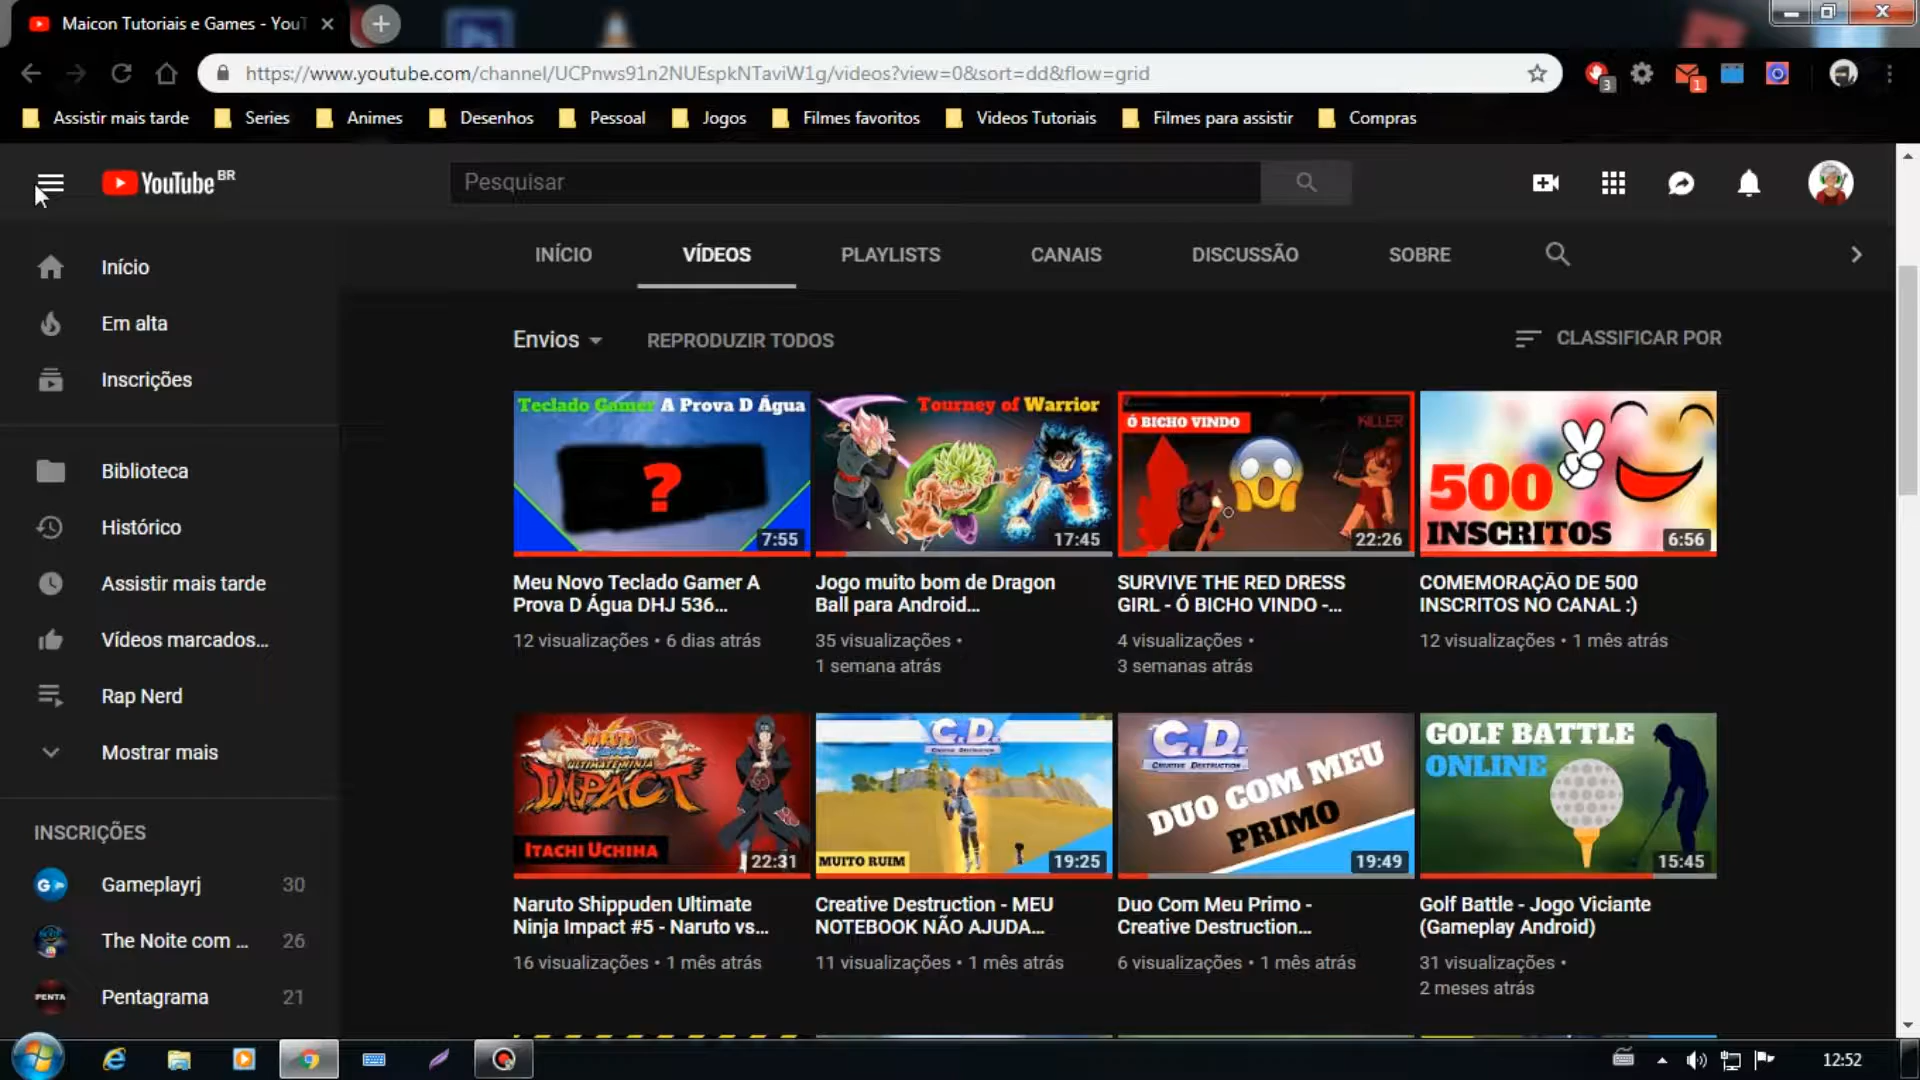 Maicon Tutoriais e Games - YouT
https://www.youtube.com/channel/UCPnws91n2NUEspkNTaviW1g/videos?view=0&sort=dd&flow=grid
3
1
Assistir mais tarde
Series
Animes
Desenhos
Pessoal
Jogos
Filmes favoritos
Videos Tutoriais
Filmes para assistir
Compras
YouTube BR
Pesquisar
Início
Em alta
Inscrições
Biblioteca
Histórico
Assistir mais tarde
Vídeos marcados...
Rap Nerd
Mostrar mais
INSCRIÇÕES
Gameplayrj 30
The Noite com ... 26
PENTA
Pentagrama 21
INÍCIO
VÍDEOS
PLAYLISTS
CANAIS
DISCUSSÃO
SOBRE
Envios
REPRODUZIR TODOS
CLASSIFICAR POR
Teclado Gamer A Prova D Água
?
7:55
Meu Novo Teclado Gamer A
Prova D Água DHJ 536...
12 visualizações • 6 dias atrás
Tourney of Warrior
17:45
Jogo muito bom de Dragon
Ball para Android...
35 visualizações •
1 semana atrás
Ó BICHO VINDO
KILLER
22:26
SURVIVE THE RED DRESS
GIRL - Ó BICHO VINDO -...
4 visualizações •
3 semanas atrás
500
INSCRITOS
6:56
COMEMORAÇÃO DE 500
INSCRITOS NO CANAL :)
12 visualizações • 1 mês atrás
ULTIMATE NINJA
IMPACT
ITACHI UCHIHA
22:31
Naruto Shippuden Ultimate
Ninja Impact #5 - Naruto vs...
16 visualizações • 1 mês atrás
C.D.
CREATIVE DESTRUCTION
MUITO RUIM
19:25
Creative Destruction - MEU
NOTEBOOK NÃO AJUDA...
11 visualizações • 1 mês atrás
C.D.
CREATIVE DESTRUCTION
DUO COM MEU
PRIMO
19:49
Duo Com Meu Primo -
Creative Destruction...
6 visualizações • 1 mês atrás
GOLF BATTLE
ONLINE
15:45
Golf Battle - Jogo Viciante
(Gameplay Android)
31 visualizações •
2 meses atrás
12:52